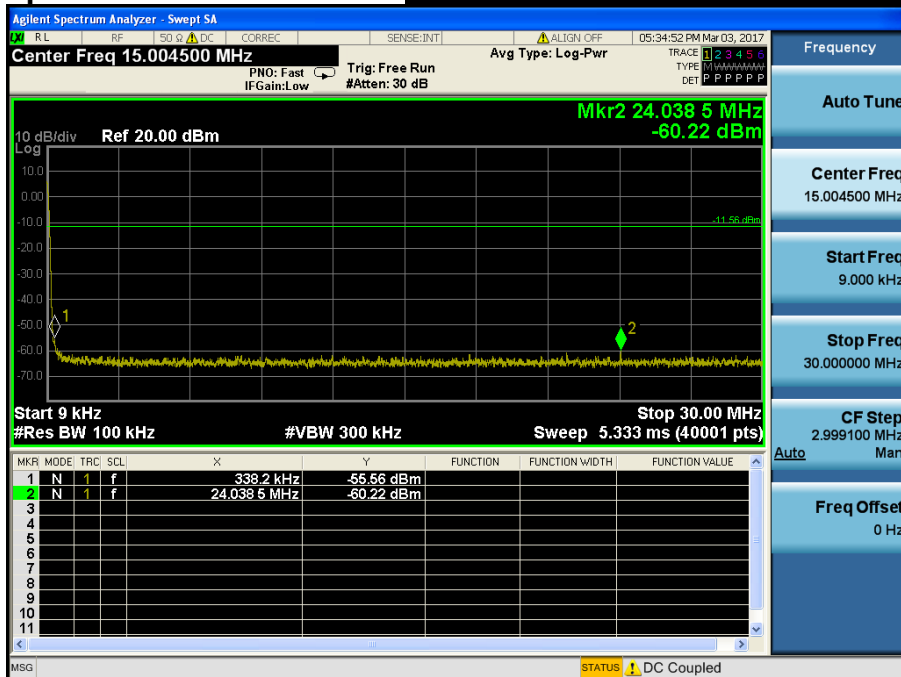 Agilent Spectrum Analyzer - Swept SA
LXI RL RF 50 Ω DC CORREC SENSE:INT ALIGN OFF 05:34:52 PM Mar 03, 2017
Center Freq 15.004500 MHz
PNO: Fast
IFGain:Low
Trig: Free Run
#Atten: 30 dB
Avg Type: Log-Pwr
TRACE 1 2 3 4 5 6
TYPE M W W W W W
DET P P P P P P
Mkr2 24.038 5 MHz
-60.22 dBm
10 dB/div Ref 20.00 dBm
Log
10.0
0.00
-10.0
-11.56 dBm
-20.0
-30.0
-40.0
-50.0
-60.0
-70.0
1
2
Start 9 kHz Stop 30.00 MHz
#Res BW 100 kHz #VBW 300 kHz Sweep 5.333 ms (40001 pts)
MKR MODE TRC SCL X Y FUNCTION FUNCTION WIDTH FUNCTION VALUE
1 N 1 f 338.2 kHz -55.56 dBm
2 N 1 f 24.038 5 MHz -60.22 dBm
3
4
5
6
7
8
9
10
11
MSG STATUS DC Coupled
Frequency
Auto Tune
Center Freq
15.004500 MHz
Start Freq
9.000 kHz
Stop Freq
30.000000 MHz
CF Step
2.999100 MHz
Auto Man
Freq Offset
0 Hz